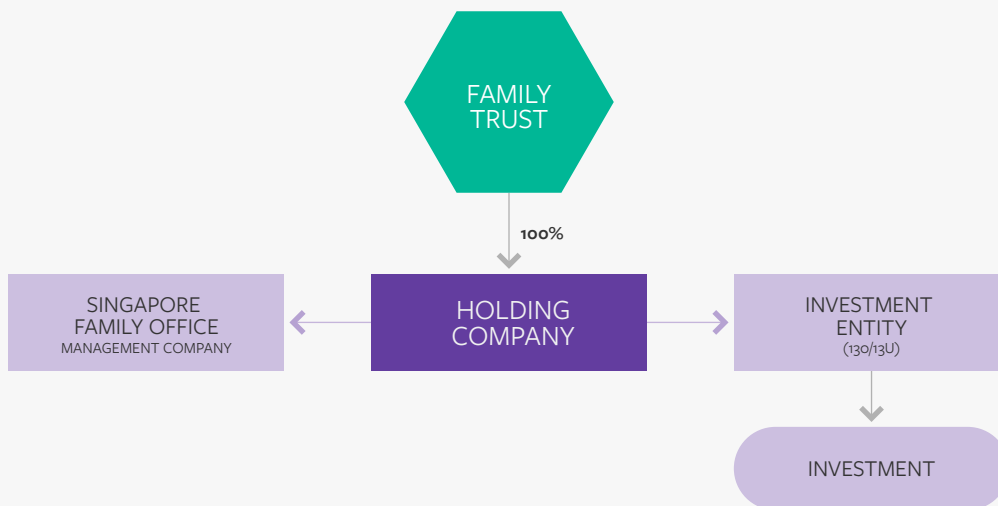 FAMILY
TRUST
100%
SINGAPORE
FAMILY OFFICE
MANAGEMENT COMPANY
HOLDING
COMPANY
INVESTMENT
ENTITY
(13O/13U)
INVESTMENT